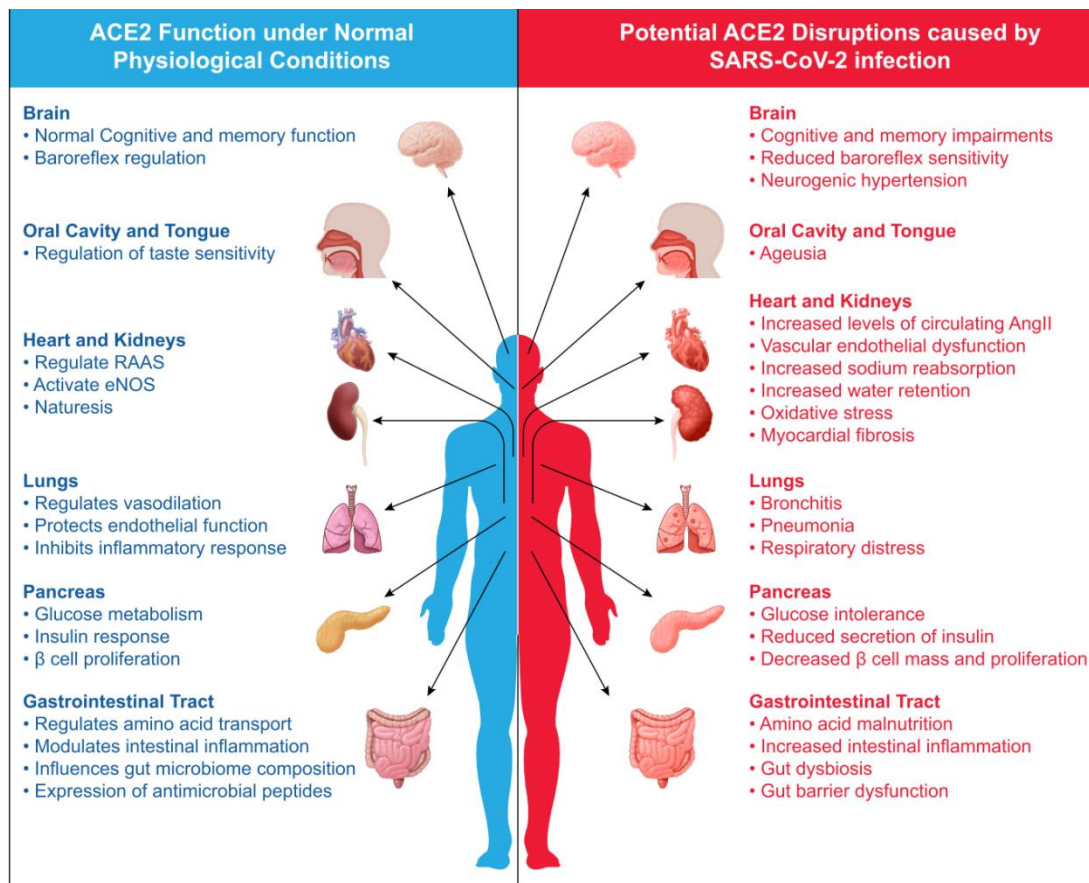 ACE2 Function under Normal
Physiological Conditions
Brain
• Normal Cognitive and memory function
• Baroreflex regulation
Oral Cavity and Tongue
• Regulation of taste sensitivity
Heart and Kidneys
• Regulate RAAS
• Activate eNOS
• Naturesis
Lungs
• Regulates vasodilation
• Protects endothelial function
• Inhibits inflammatory response
Pancreas
• Glucose metabolism
• Insulin response
• β cell proliferation
Gastrointestinal Tract
• Regulates amino acid transport
• Modulates intestinal inflammation
• Influences gut microbiome composition
• Expression of antimicrobial peptides
Potential ACE2 Disruptions caused by
SARS-CoV-2 infection
Brain
• Cognitive and memory impairments
• Reduced baroreflex sensitivity
• Neurogenic hypertension
Oral Cavity and Tongue
• Ageusia
Heart and Kidneys
• Increased levels of circulating AngII
• Vascular endothelial dysfunction
• Increased sodium reabsorption
• Increased water retention
• Oxidative stress
• Myocardial fibrosis
Lungs
• Bronchitis
• Pneumonia
• Respiratory distress
Pancreas
• Glucose intolerance
• Reduced secretion of insulin
• Decreased β cell mass and proliferation
Gastrointestinal Tract
• Amino acid malnutrition
• Increased intestinal inflammation
• Gut dysbiosis
• Gut barrier dysfunction